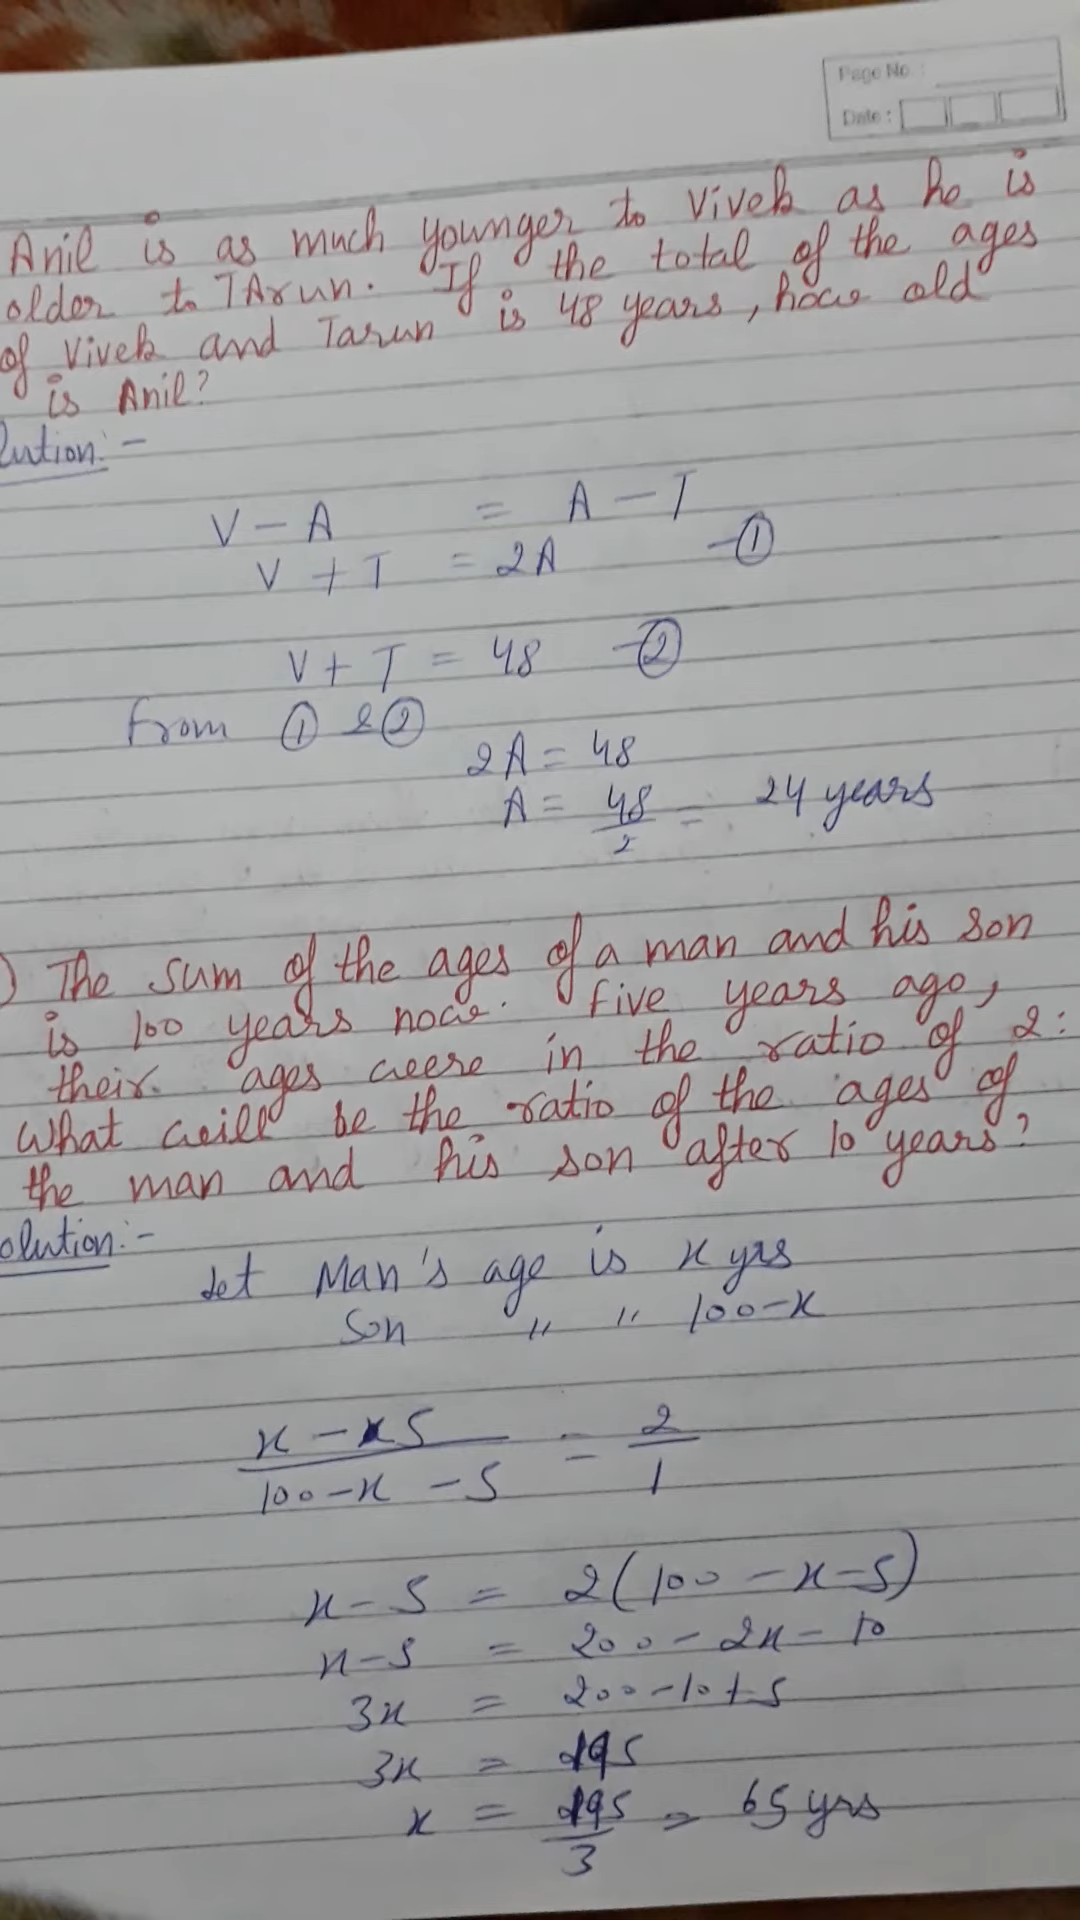 Page No. :
Date :
Anil is as much younger to Vivek as he is
older to TArun. If the total of the ages
of Vivek and Tarun is 48 years, how old
is Anil?
lution:-
V - A = A - T
V + T = 2A -①
V + T = 48 -②
From ① & ②
2A = 48
A = 48/2 = 24 years
) The sum of the ages of a man and his son
is 100 years now. Five years ago,
their ages were in the ratio of 2:
What will be the ratio of the ages of
the man and his son after 10 years?
olution:-
Let Man's age is x yrs
Son " " 100-x
x - 5 / 100-x - 5 = 2/1
x - 5 = 2(100 - x - 5)
x - 5 = 200 - 2x - 10
3x = 200-10+5
3x = 195
x = 195/3 = 65 yrs